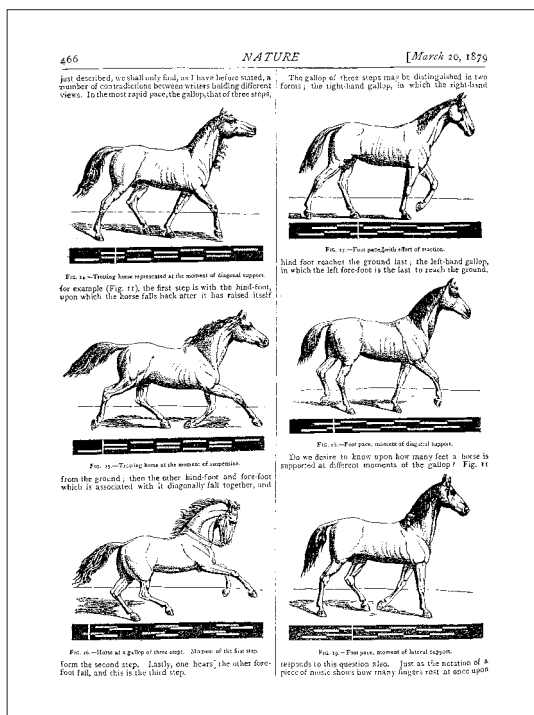 466
NATURE
[March 20, 1879
just described, we shall only find, as I have before stated, a
number of contradictions between writers holding different
views. In the most rapid pace, the gallop, that of three steps,
FIG. 14.—Trotting horse represented at the moment of diagonal support.
for example (Fig. 11), the first step is with the hind-foot,
upon which the horse falls back after it has raised itself
FIG. 15.—Trotting horse at the moment of suspension.
from the ground; then the other hind-foot and fore-foot
which is associated with it diagonally fall together, and
FIG. 16.—Horse at a gallop of three steps. Moment of the first step.
form the second step. Lastly, one hears the other fore-
foot fall, and this is the third step.
The gallop of three steps may be distinguished in two
forms; the right-hand gallop, in which the right-hand
FIG. 17.—Foot pace, with effort of traction.
hind foot reaches the ground last; the left-hand gallop,
in which the left fore-foot is the last to reach the ground.
FIG. 18.—Foot pace, moment of diagonal support.
Do we desire to know upon how many feet a horse is
supported at different moments of the gallop? Fig. 11
FIG. 19.—Foot pace, moment of lateral support.
responds to this question also. Just as the notation of a
piece of music shows how many fingers rest at once upon